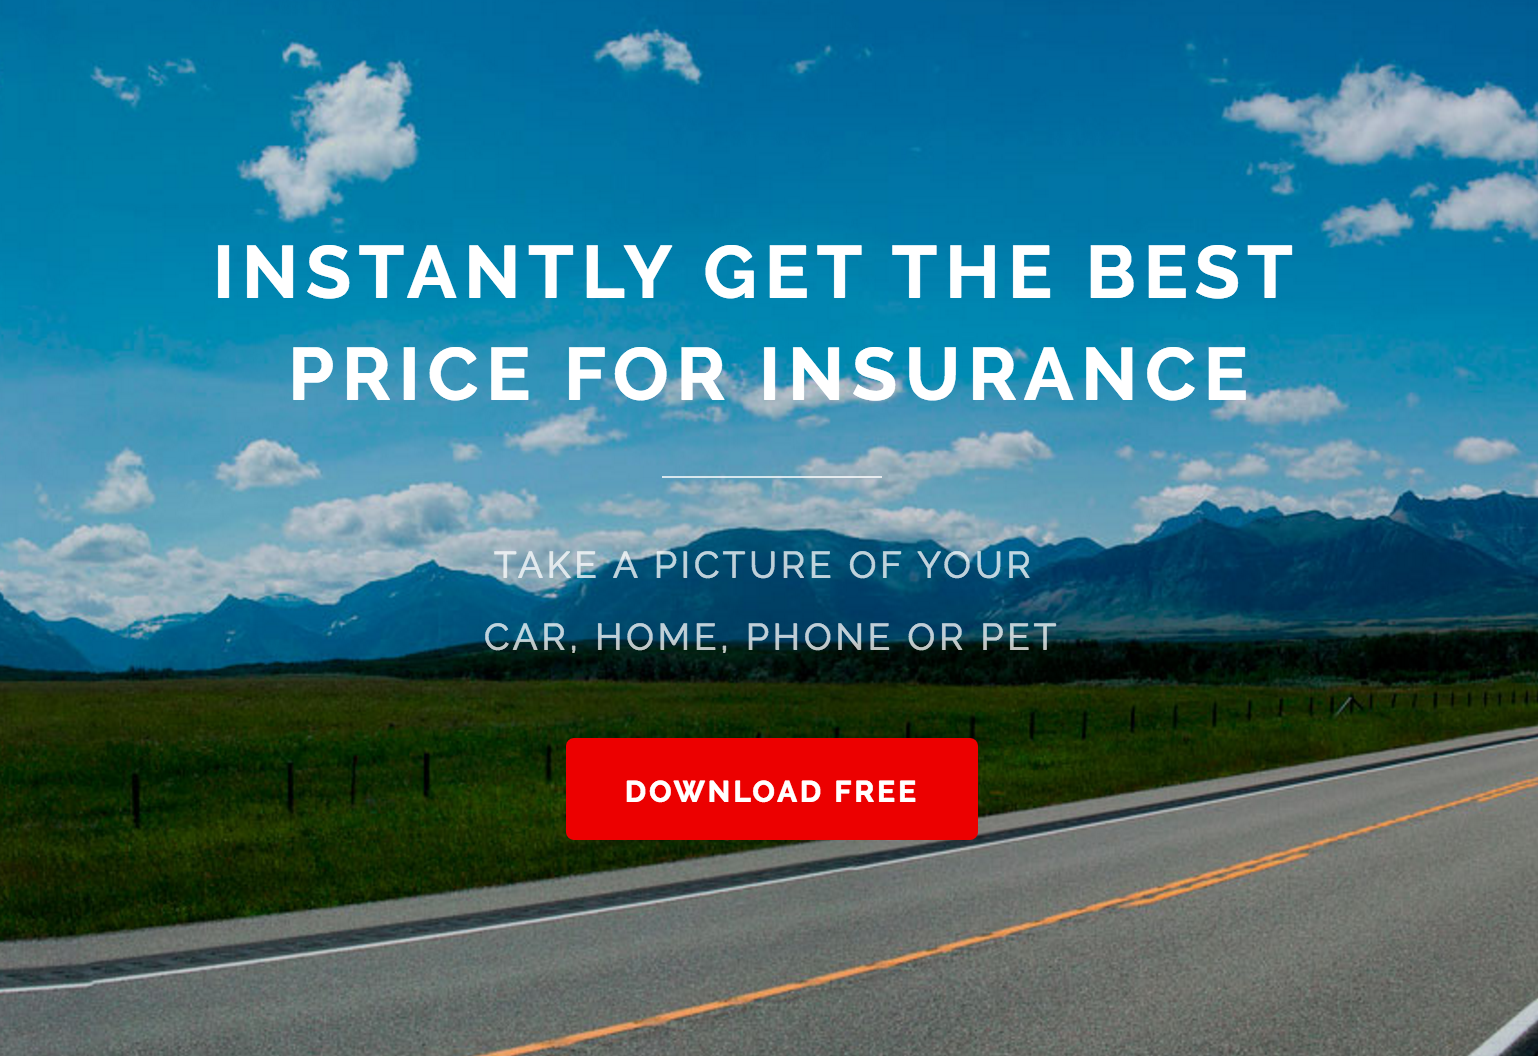 INSTANTLY GET THE BEST
PRICE FOR INSURANCE
TAKE A PICTURE OF YOUR
CAR, HOME, PHONE OR PET
DOWNLOAD FREE